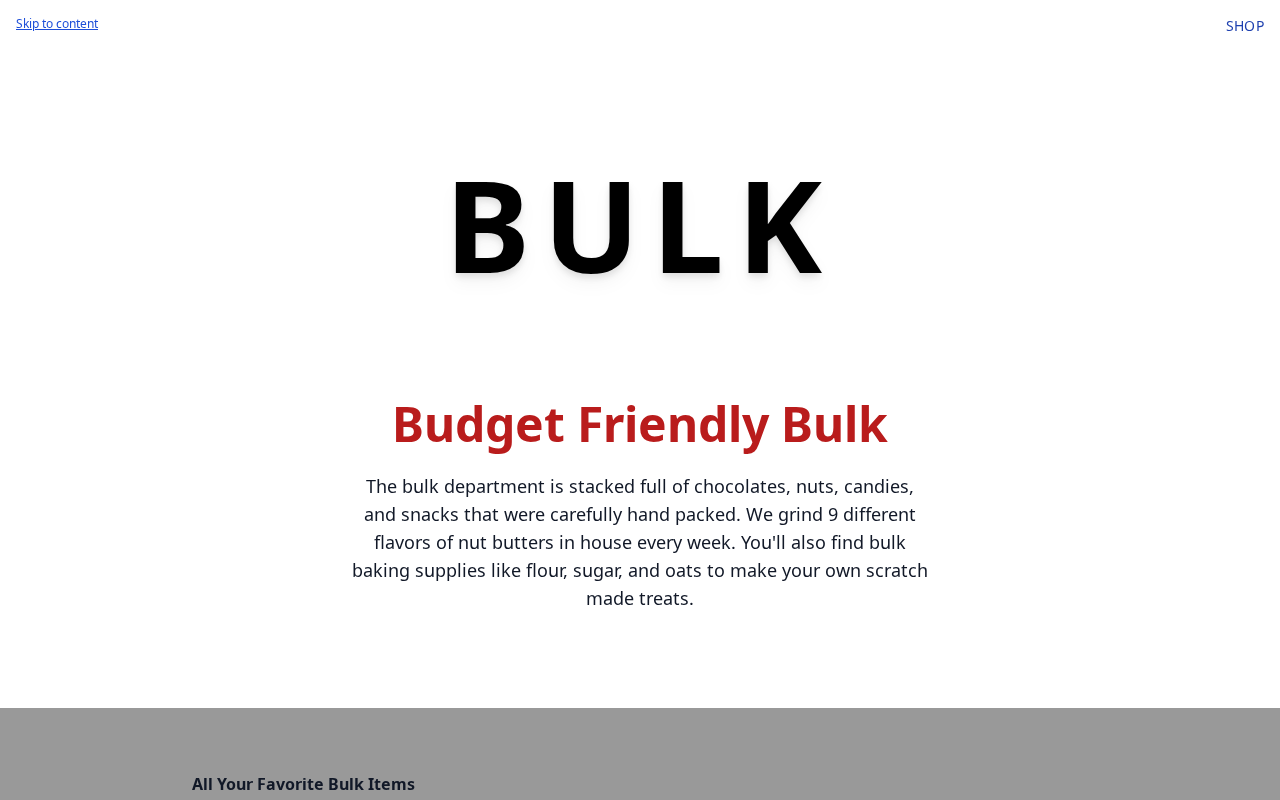 Skip to content
SHOP
BULK
Budget Friendly Bulk
The bulk department is stacked full of chocolates, nuts, candies,
and snacks that were carefully hand packed. We grind 9 different
flavors of nut butters in house every week. You'll also find bulk
baking supplies like flour, sugar, and oats to make your own scratch
made treats.
All Your Favorite Bulk Items